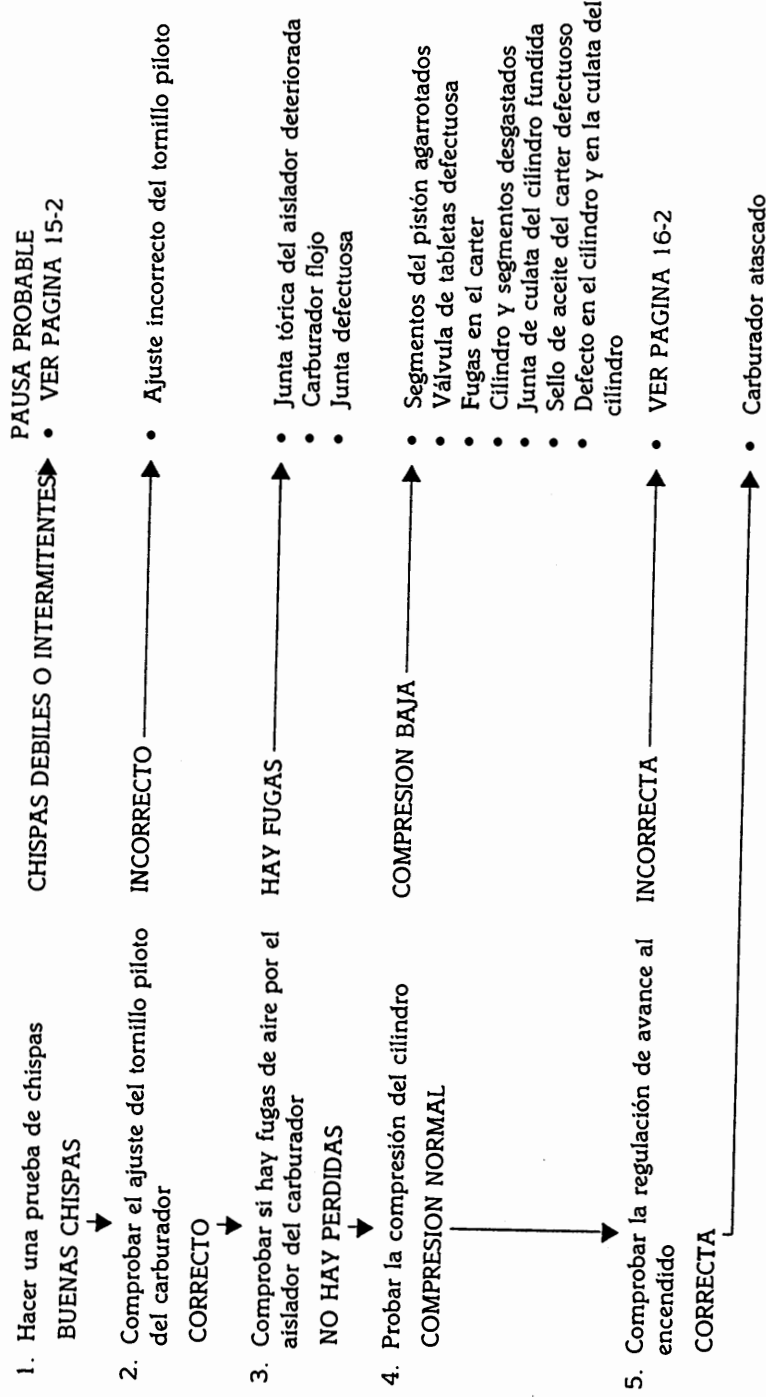 PAUSA PROBABLE
1. Hacer una prueba de chispas
CHISPAS DEBILES O INTERMITENTES
• VER PAGINA 15-2
BUENAS CHISPAS
2. Comprobar el ajuste del tornillo piloto
del carburador
INCORRECTO
• Ajuste incorrecto del tornillo piloto
CORRECTO
3. Comprobar si hay fugas de aire por el
aislador del carburador
HAY FUGAS
• Junta tórica del aislador deteriorada
• Carburador flojo
• Junta defectuosa
NO HAY PERDIDAS
4. Probar la compresión del cilindro
COMPRESION BAJA
• Segmentos del pistón agarrotados
• Válvula de tabletas defectuosa
• Fugas en el carter
• Cilindro y segmentos desgastados
• Junta de culata del cilindro fundida
• Sello de aceite del carter defectuoso
• Defecto en el cilindro y en la culata del
cilindro
COMPRESION NORMAL
5. Comprobar la regulación de avance al
encendido
INCORRECTA
• VER PAGINA 16-2
CORRECTA
• Carburador atascado